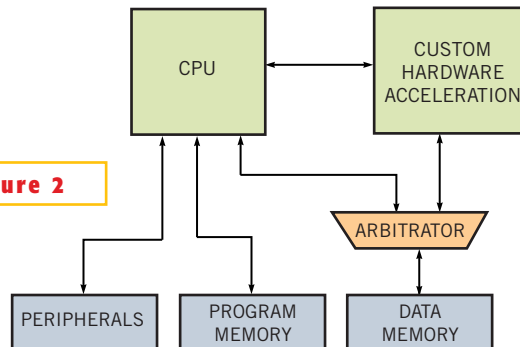 CPU
CUSTOM
HARDWARE
ACCELERATION
ure 2
ARBITRATOR
PERIPHERALS
PROGRAM
MEMORY
DATA
MEMORY